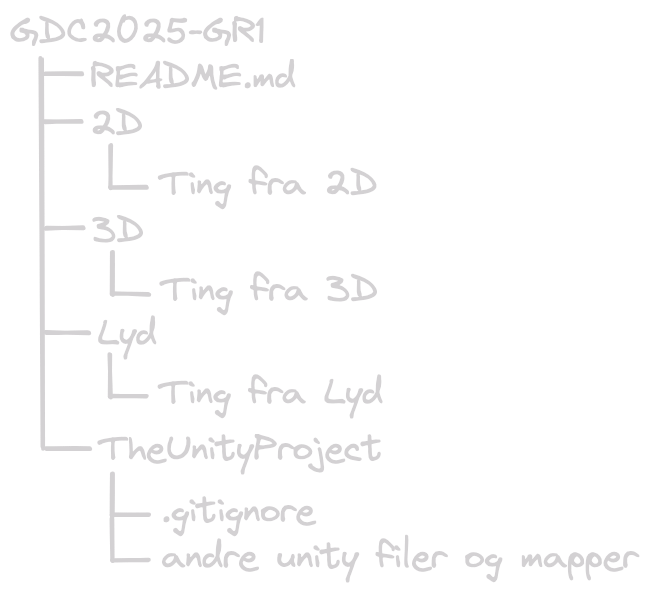 GDC2025-GR1
README.md
2D
Ting fra 2D
3D
Ting fra 3D
Lyd
Ting fra Lyd
TheUnityProject
.gitignore
andre unity filer og mapper